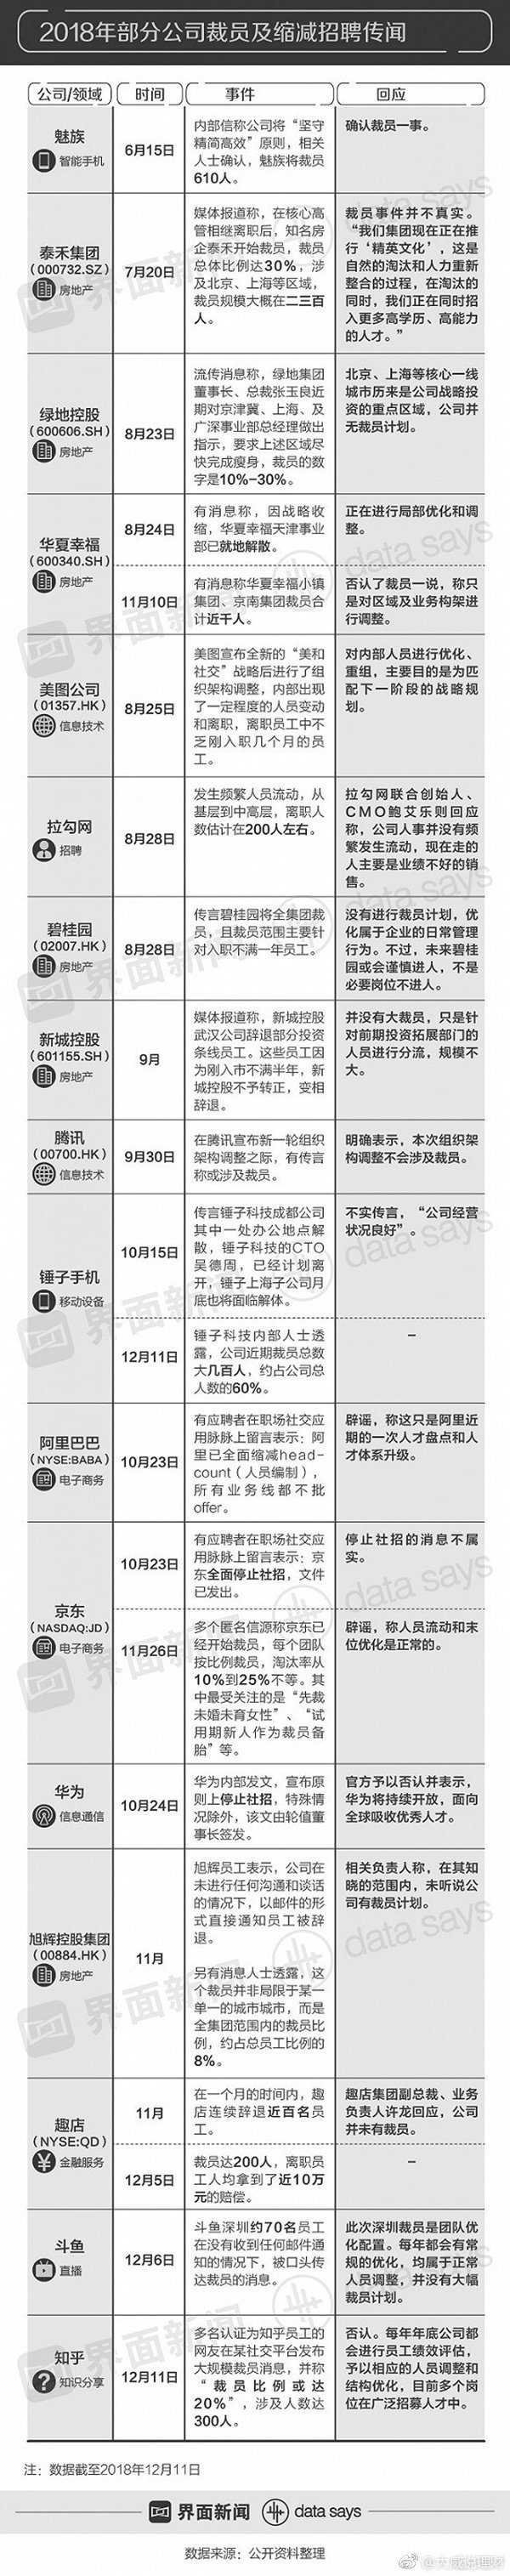 2018年部分公司裁员及缩减招聘传闻
公司/领域
时间
事件
回应
魅族
智能手机
6月15日
内部信称公司将“坚守
精简高效”原则，相关
人士确认，魅族将裁员
610人。
确认裁员一事。
泰禾集团
(000732.SZ)
房地产
7月20日
媒体报道称，在核心高
管相继离职后，知名房
企泰禾开始裁员，裁员
总体比例达30%，涉
及北京、上海等区域，
裁员规模大概在二三百
人。
裁员事件并不真实。
“我们集团现在正在推
行‘精英文化’，这是
自然的淘汰和人力重新
整合的过程，在淘汰的
同时，我们正在同时招
入更多高学历、高能力
的人才。”
绿地控股
(600606.SH)
房地产
8月23日
流传消息称，绿地集团
董事长、总裁张玉良近
期对京津冀、上海、及
广深事业部总经理做出
指示，要求上述区域尽
快完成瘦身，裁员的数
字是10%-30%。
北京、上海等核心一线
城市历来是公司战略投
资的重点区域，公司并
无裁员计划。
华夏幸福
(600340.SH)
房地产
8月24日
有消息称，因战略收
缩，华夏幸福天津事业
部已就地解散。
正在进行局部优化和调
整。
11月10日
有消息称华夏幸福小镇
集团、京南集团裁员合
计近千人。
否认了裁员一说，称只
是对区域及业务构架进
行调整。
美图公司
(01357.HK)
信息技术
8月25日
美图宣布全新的“美和
社交”战略后进行了组
织架构调整，内部出现
了一定程度的人员变动
和离职，离职员工中不
乏刚入职几个月的员
工。
对内部人员进行优化、
重组，主要目的是为匹
配下一阶段的战略规
划。
拉勾网
招聘
8月28日
发生频繁人员流动，从
基层到中高层，离职人
数估计在200人左右。
拉勾网联合创始人、
CMO鲍艾乐则回应
称，公司人事并没有频
繁发生流动，现在走的
人主要是业绩不好的销
售。
碧桂园
(02007.HK)
房地产
8月28日
传言碧桂园将全集团裁
员，且裁员范围主要针
对入职不满一年员工。
没有进行裁员计划，优
化属于企业的日常管理
行为。不过，未来碧桂
园或会谨慎进人，不是
必要岗位不进人。
新城控股
(601155.SH)
房地产
9月
媒体报道称，新城控股
武汉公司辞退部分投资
条线员工。这些员工因
为刚入市不满半年，新
城控股不予转正，变相
辞退。
并没有大裁员，只是针
对前期投资拓展部门的
人员进行分流，规模不
大。
腾讯
(00700.HK)
信息技术
9月30日
在腾讯宣布新一轮组织
架构调整之际，有传言
称或涉及裁员。
明确表示，本次组织架
构调整不会涉及裁员。
锤子手机
移动设备
10月15日
传言锤子科技成都公司
其中一处办公地点解
散，锤子科技的CTO
吴德周，已经计划离
开，锤子上海子公司月
底也将面临解体。
不实传言，“公司经营
状况良好”。
12月11日
锤子科技内部人士透
露，公司近期裁员总数
大几百人，约占公司总
人数的60%。
-
阿里巴巴
(NYSE:BABA)
电子商务
10月23日
有应聘者在职场社交应
用脉脉上留言表示：阿
里已全面缩减head-
count（人员编制），
所有业务线都不批
offer。
辟谣，称这只是阿里近
期的一次人才盘点和人
才体系升级。
京东
(NASDAQ:JD)
电子商务
10月23日
有应聘者在职场社交应
用脉脉上留言表示：京
东全面停止社招，文件
已发出。
停止社招的消息不属
实。
11月26日
多个匿名信源称京东已
经开始裁员，每个团队
按比例裁员，淘汰率从
10%到25%不等。其
中最受关注的是“先裁
未婚未育女性”、“试
用期新人作为裁员备
胎”等。
辟谣，称人员流动和末
位优化是正常的。
华为
信息通信
10月24日
华为内部发文，宣布原
则上停止社招，特殊情
况除外，该文由轮值董
事长签发。
官方予以否认并表示，
华为将持续开放，面向
全球吸收优秀人才。
旭辉控股集团
(00884.HK)
房地产
11月
旭辉员工表示，公司在
未进行任何沟通和谈话
的情况下，以邮件的形
式直接通知员工被辞
退。
另有消息人士透露，这
个裁员并非局限于某一
单一的城市城市，而是
全集团范围内的裁员比
例，约占总员工比例的
8%。
相关负责人称，在其知
晓的范围内，未听说公
司有裁员计划。
趣店
(NYSE:QD)
金融服务
11月
在一个月的时间内，趣
店连续辞退近百名员
工。
趣店集团副总裁、业务
负责人许龙回应，公司
并未有裁员。
12月5日
裁员达200人，离职员
工人均拿到了近10万
元的赔偿。
-
斗鱼
直播
12月6日
斗鱼深圳约70名员工
在没有收到任何邮件通
知的情况下，被口头传
达裁员的消息。
此次深圳裁员是团队优
化配置。每年都会有常
规的优化，均属于正常
人员调整，并没有大幅
裁员计划。
知乎
知识分享
12月11日
多名认证为知乎员工的
网友在某社交平台发布
大规模裁员消息，并称
“裁员比例或达
20%”，涉及人数达
300人。
否认。每年年底公司都
会进行员工绩效评估，
予以相应的人员调整和
结构优化，目前多个岗
位在广泛招募人才中。
注：数据截至2018年12月11日
界面新闻
data says
数据来源：公开资料整理
@大成说理财